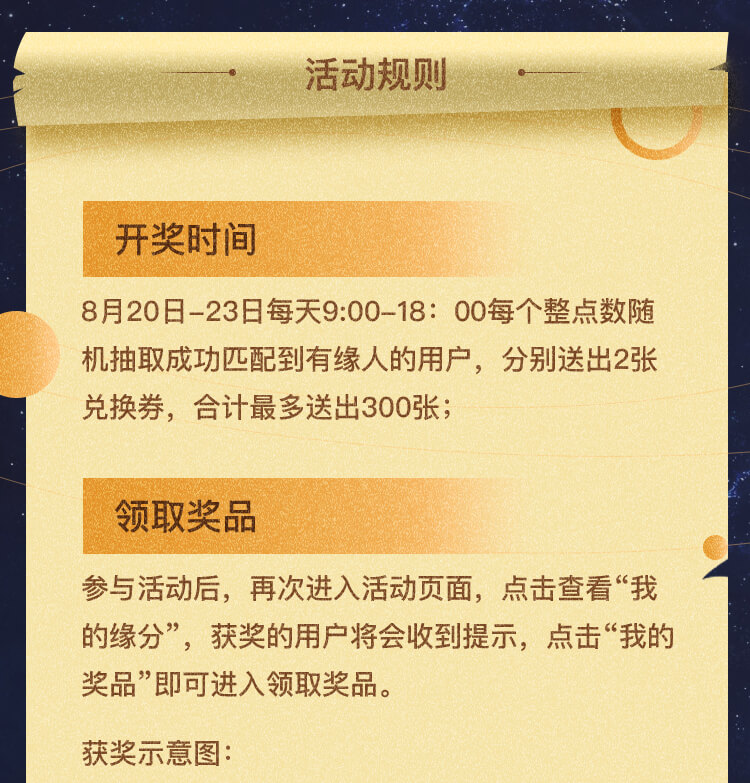 活动规则
开奖时间
8月20日-23日每天9:00-18：00每个整点数随
机抽取成功匹配到有缘人的用户，分别送出2张
兑换券，合计最多送出300张；
领取奖品
参与活动后，再次进入活动页面，点击查看“我
的缘分”，获奖的用户将会收到提示，点击“我的
奖品”即可进入领取奖品。
获奖示意图：